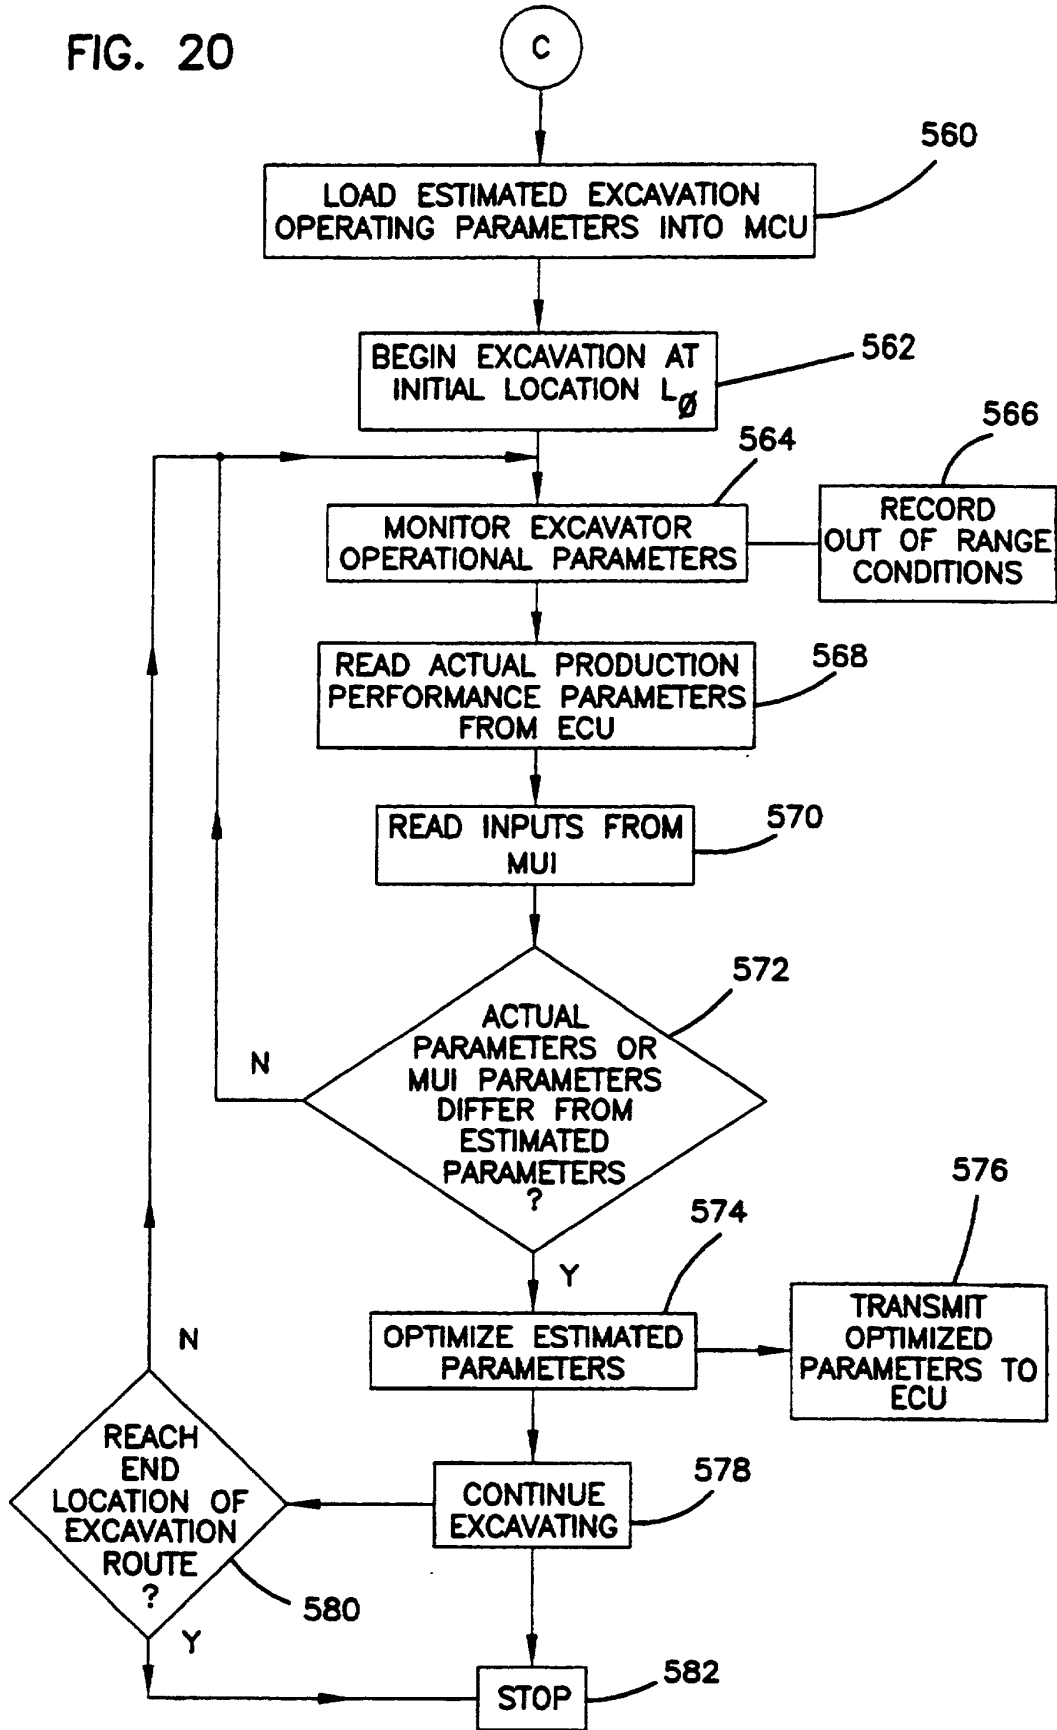 FIG. 20
C
560
LOAD ESTIMATED EXCAVATION
OPERATING PARAMETERS INTO MCU
562
BEGIN EXCAVATION AT
INITIAL LOCATION LØ
564
566
MONITOR EXCAVATOR
OPERATIONAL PARAMETERS
RECORD
OUT OF RANGE
CONDITIONS
568
READ ACTUAL PRODUCTION
PERFORMANCE PARAMETERS
FROM ECU
570
READ INPUTS FROM
MUI
572
ACTUAL
PARAMETERS OR
MUI PARAMETERS
DIFFER FROM
ESTIMATED
PARAMETERS
?
N
Y
574
576
OPTIMIZE ESTIMATED
PARAMETERS
TRANSMIT
OPTIMIZED
PARAMETERS TO
ECU
578
CONTINUE
EXCAVATING
N
REACH
END
LOCATION OF
EXCAVATION
ROUTE
?
580
Y
582
STOP